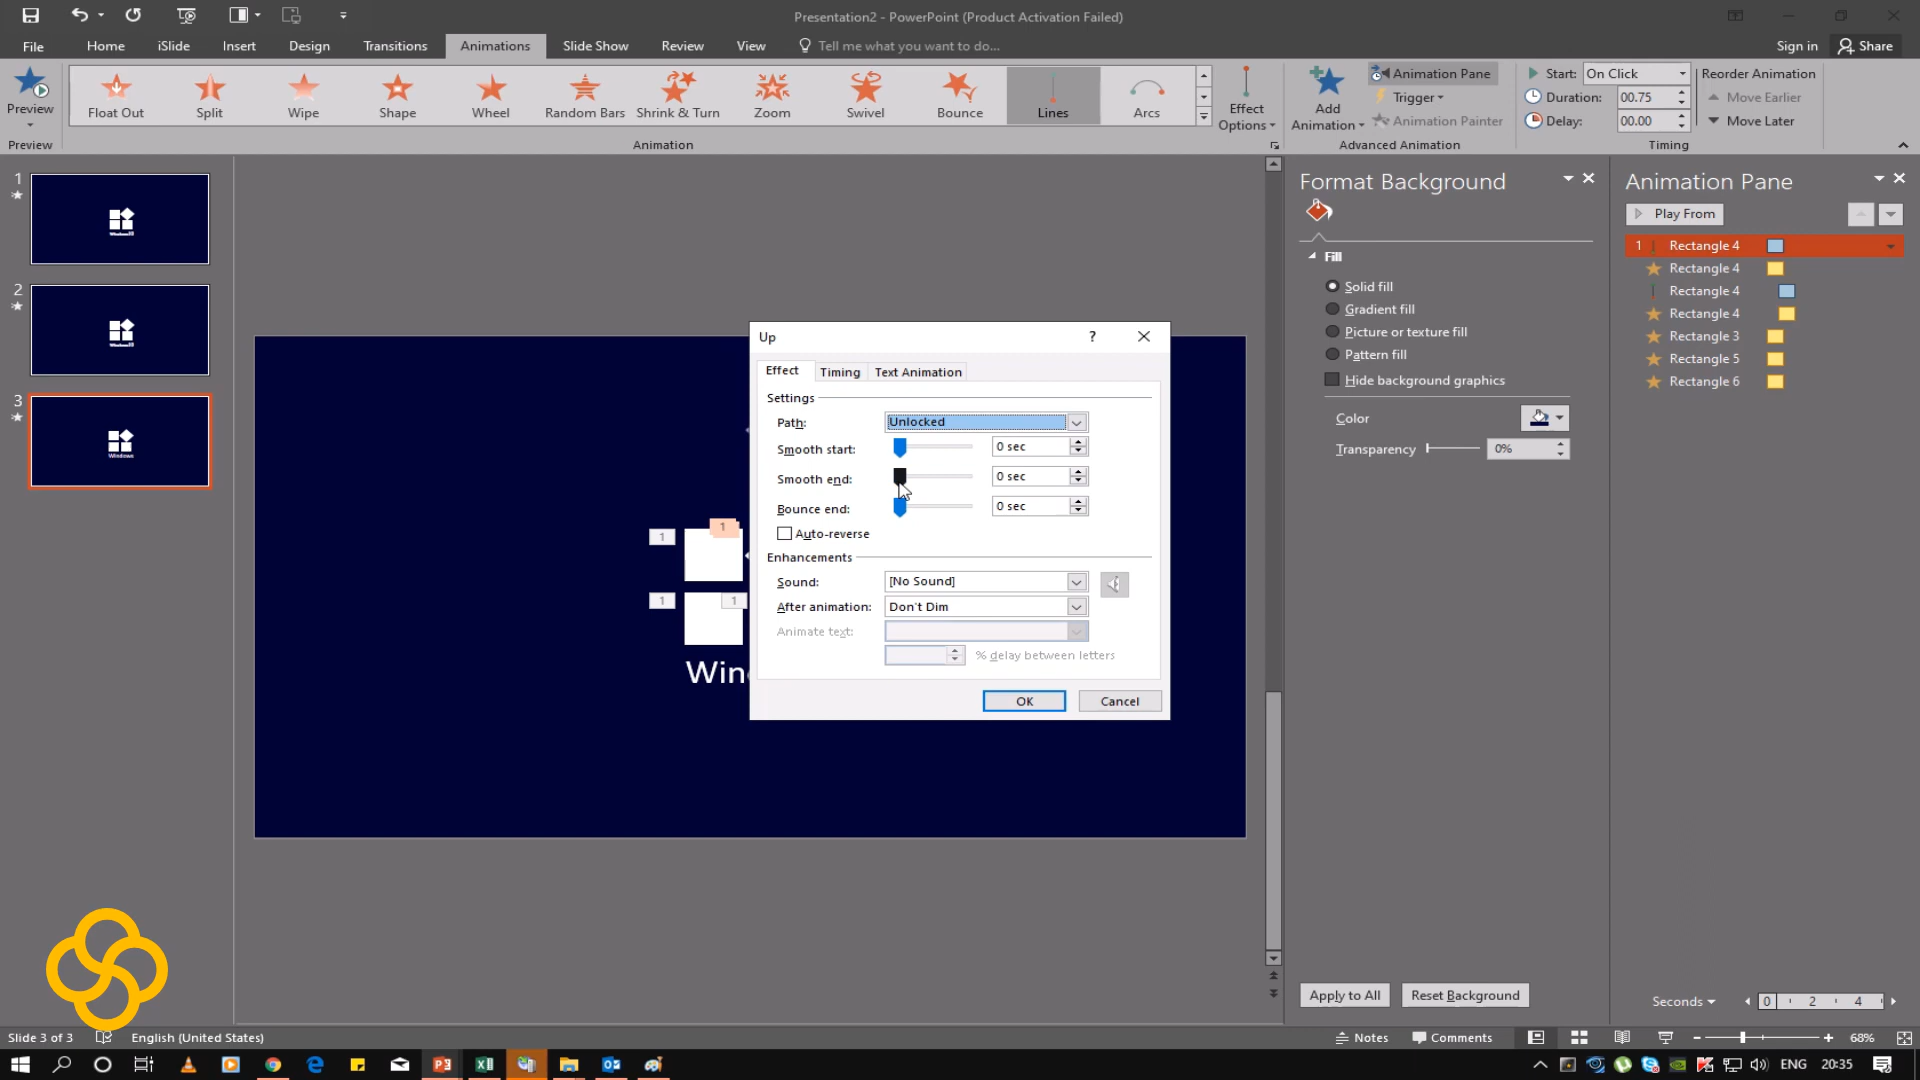 Presentation2 - PowerPoint (Product Activation Failed)
File Home iSlide Insert Design Transitions Animations Slide Show Review View Tell me what you want to do... Sign in Share
Preview
Float Out Split Wipe Shape Wheel Random Bars Shrink & Turn Zoom Swivel Bounce Lines Arcs
Effect Options
Add Animation
Animation Pane
Trigger
Animation Painter
Start: On Click
Duration: 00.75
Delay: 00.00
Reorder Animation
Move Earlier
Move Later
Preview Animation Advanced Animation Timing
1
2
3
Windows
1
1
1
1
Win
Up
?
Effect Timing Text Animation
Settings
Path: Unlocked
Smooth start: 0 sec
Smooth end: 0 sec
Bounce end: 0 sec
Auto-reverse
Enhancements
Sound: [No Sound]
After animation: Don't Dim
Animate text:
% delay between letters
OK Cancel
Format Background
Fill
Solid fill
Gradient fill
Picture or texture fill
Pattern fill
Hide background graphics
Color
Transparency 0%
Apply to All Reset Background
Animation Pane
Play From
1 Rectangle 4
Rectangle 4
Rectangle 4
Rectangle 4
Rectangle 3
Rectangle 5
Rectangle 6
Seconds 0 2 4
Slide 3 of 3 English (United States) Notes Comments 68%
ENG 20:35